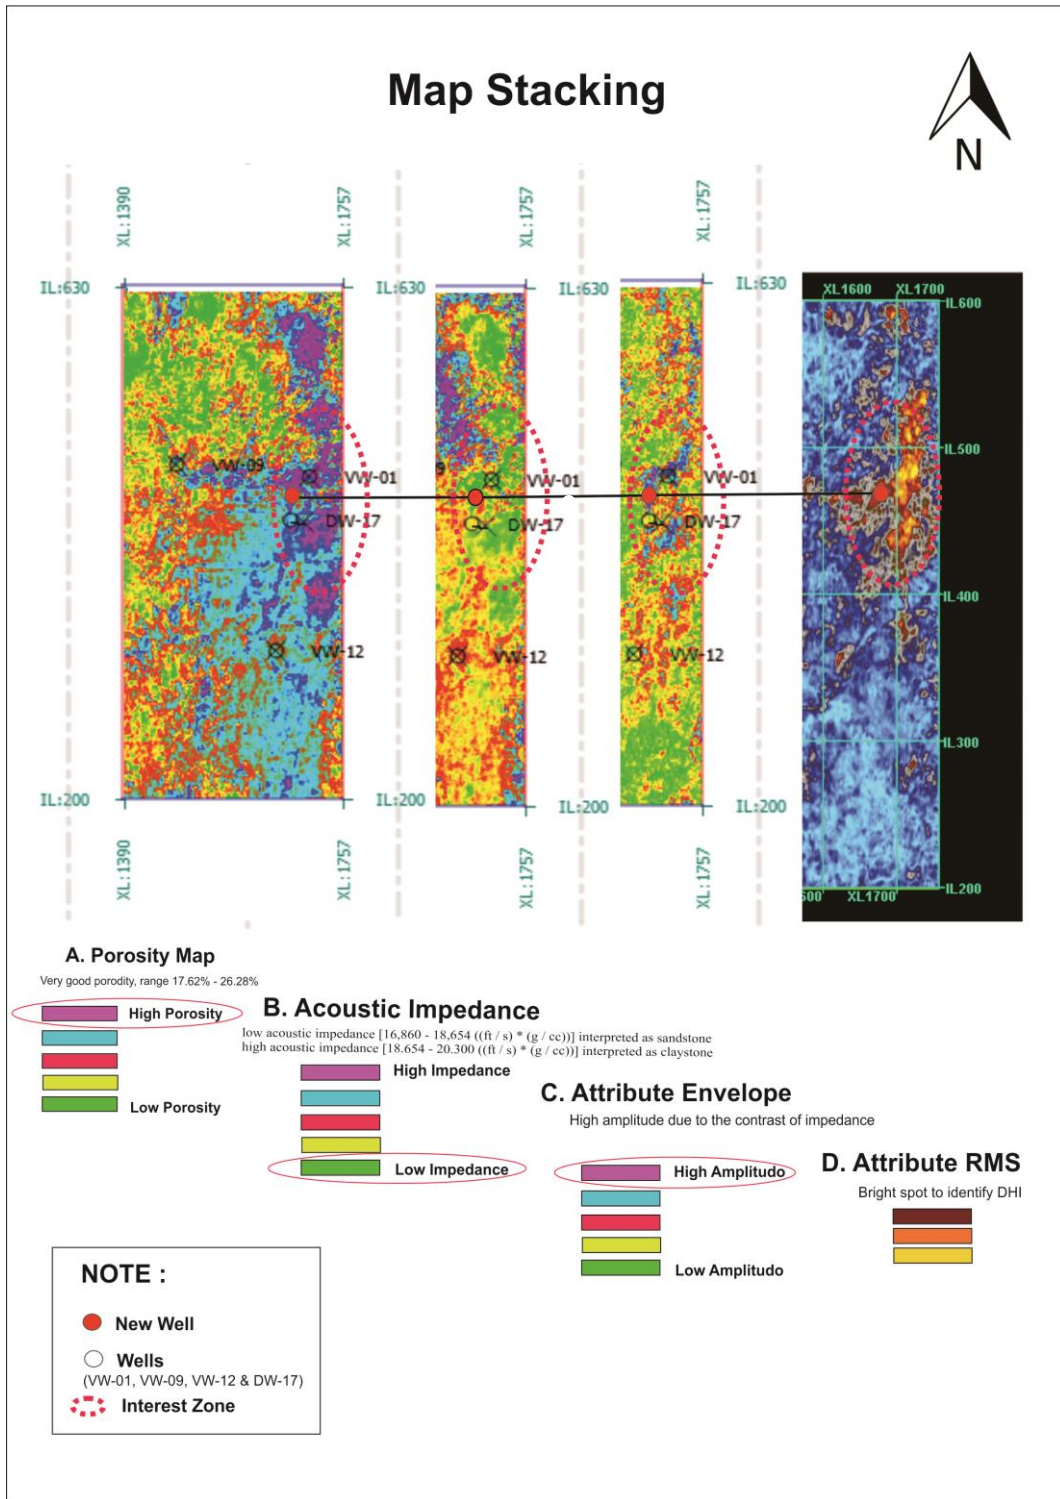 Map Stacking
N
XL:1390
XL:1757
XL:1757
XL:1757
IL:630
IL:630
IL:630
IL:630
XL1600 XL1700
IL600
VW-09
VW-01
9
VW-01
VW-01
IL500
DW-17
DW-17
DW-17
IL400
VW-12
VW-12
VW-12
IL300
IL:200
IL:200
IL:200
IL:200
IL200
500 XL1700
XL:1390
XL:1757
XL:1757
XL:1757
A. Porosity Map
Very good porodity, range 17.62% - 26.28%
High Porosity
Low Porosity
B. Acoustic Impedance
low acoustic impedance [16,860 - 18,654 ((ft / s) * (g / cc))] interpreted as sandstone
high acoustic impedance [18.654 - 20.300 ((ft / s) * (g / cc))] interpreted as claystone
High Impedance
Low Impedance
C. Attribute Envelope
High amplitude due to the contrast of impedance
High Amplitudo
Low Amplitudo
D. Attribute RMS
Bright spot to identify DHI
NOTE :
New Well
Wells
(VW-01, VW-09, VW-12 & DW-17)
Interest Zone